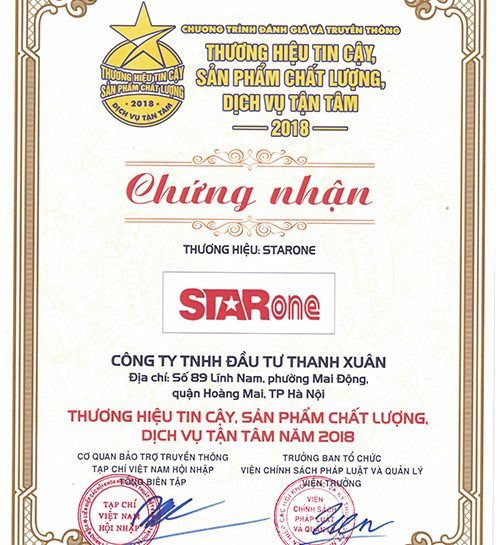 CHƯƠNG TRÌNH ĐÁNH GIÁ VÀ TRUYỀN THÔNG
THƯƠNG HIỆU TIN CẬY,
SẢN PHẨM CHẤT LƯỢNG,
DỊCH VỤ TẬN TÂM
2018
THƯƠNG HIỆU TIN CẬY
SẢN PHẨM CHẤT LƯỢNG
2018
DỊCH VỤ TẬN TÂM
Chứng nhận
THƯƠNG HIỆU: STARONE
STARone
CÔNG TY TNHH ĐẦU TƯ THANH XUÂN
Địa chỉ: Số 89 Lĩnh Nam, phường Mai Động,
quận Hoàng Mai, TP Hà Nội
THƯƠNG HIỆU TIN CẬY, SẢN PHẨM CHẤT LƯỢNG,
DỊCH VỤ TẬN TÂM NĂM 2018
CƠ QUAN BẢO TRỢ TRUYỀN THÔNG
TẠP CHÍ VIỆT NAM HỘI NHẬP
TỔNG BIÊN TẬP
TRƯỞNG BAN TỔ CHỨC
VIỆN CHÍNH SÁCH PHÁP LUẬT VÀ QUẢN LÝ
VIỆN TRƯỞNG
TẠP CHÍ
VIỆT NAM
HỘI NHẬP
VIỆN
CHÍNH SÁCH
PHÁP LUẬT
VÀ QUẢN LÝ